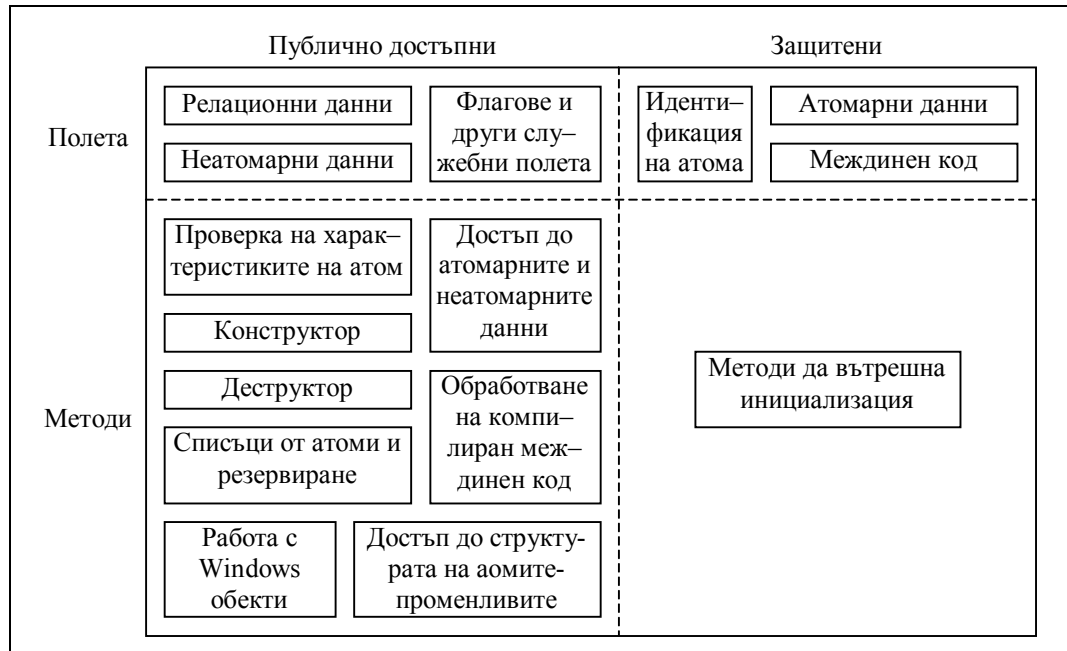 Публично достъпни
Защитени
Полета
Релационни данни
Неатомарни данни
Флагове и
други слу–
жебни полета
Иденти–
фикация
на атома
Атомарни данни
Междинен код
Методи
Проверка на харак–
теристиките на атом
Конструктор
Деструктор
Списъци от атоми и
резервиране
Достъп до
атомарните и
неатомарните
данни
Обработване
на компи–
лиран меж–
динен код
Работа с
Windows
обекти
Достъп до структу-
рата на аомите-
променливите
Методи да вътрешна
инициализация